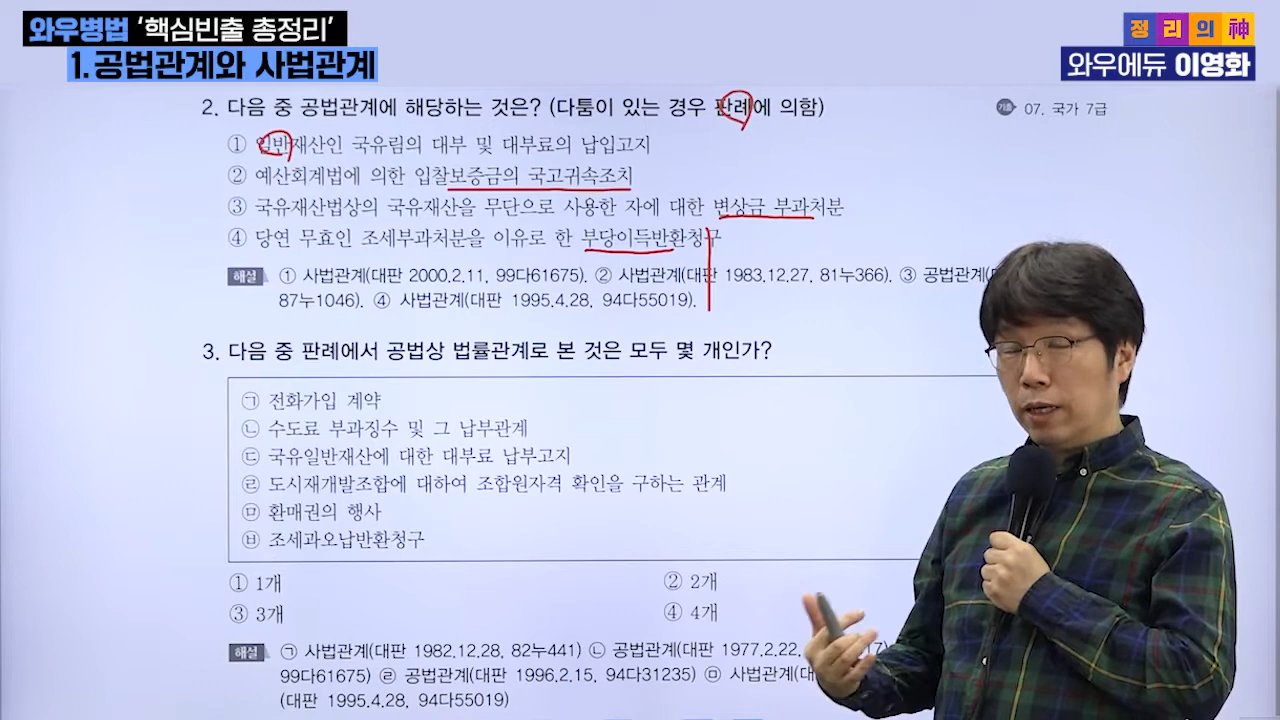 와우병법 '핵심빈출 총정리'
1. 공법관계와 사법관계
정리의神
와우에듀 이영화
2. 다음 중 공법관계에 해당하는 것은? (다툼이 있는 경우 판례에 의함)
기출 07. 국가 7급
① 일반재산인 국유림의 대부 및 대부료의 납입고지
② 예산회계법에 의한 입찰보증금의 국고귀속조치
③ 국유재산법상의 국유재산을 무단으로 사용한 자에 대한 변상금 부과처분
④ 당연 무효인 조세부과처분을 이유로 한 부당이득반환청구
해설 ① 사법관계(대판 2000.2.11, 99다61675). ② 사법관계(대판 1983.12.27, 81누366). ③ 공법관계(
87누1046). ④ 사법관계(대판 1995.4.28, 94다55019).
3. 다음 중 판례에서 공법상 법률관계로 본 것은 모두 몇 개인가?
㉠ 전화가입 계약
㉡ 수도료 부과징수 및 그 납부관계
㉢ 국유일반재산에 대한 대부료 납부고지
㉣ 도시재개발조합에 대하여 조합원자격 확인을 구하는 관계
㉤ 환매권의 행사
㉥ 조세과오납반환청구
① 1개 ② 2개
③ 3개 ④ 4개
해설 ㉠ 사법관계(대판 1982.12.28, 82누441) ㉡ 공법관계(대판 1977.2.22, 17)
99다61675) ㉣ 공법관계(대판 1996.2.15, 94다31235) ㉤ 사법관계(대
(대판 1995.4.28, 94다55019)